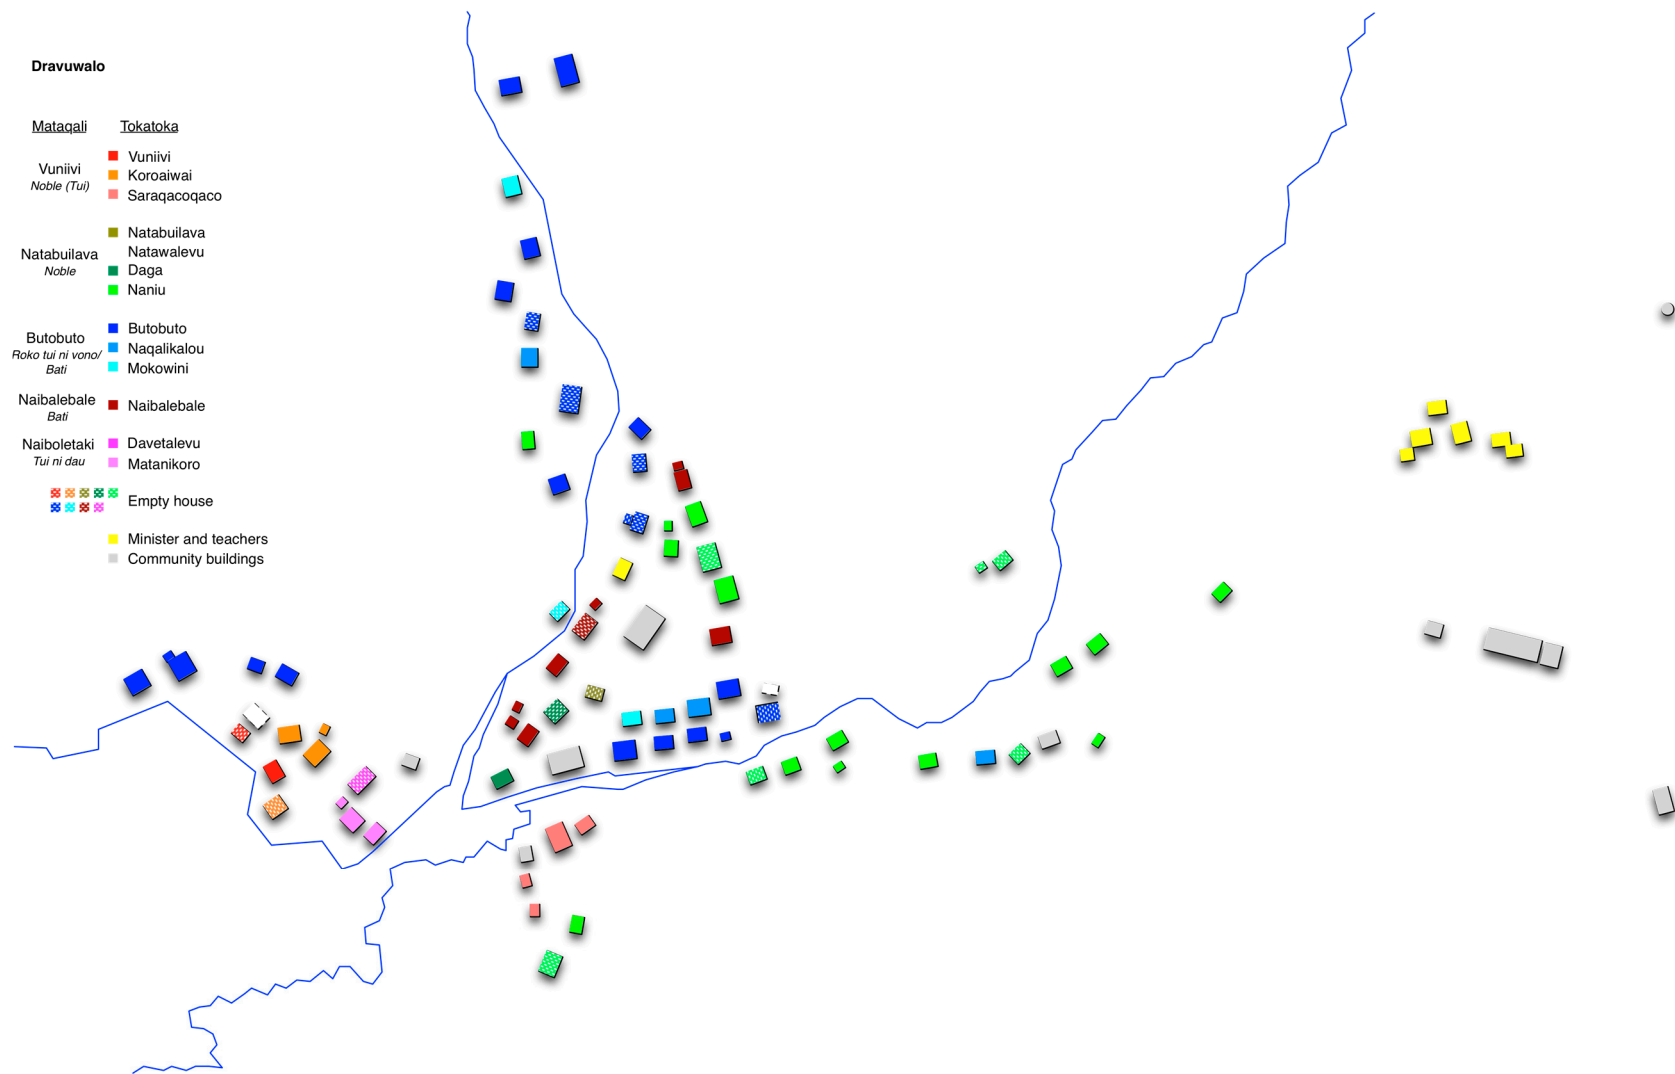 Dravuwalo
Mataqali Tokatoka
Vuniivi
Noble (Tui)
Vuniivi
Koroaiwai
Saraqacoqaco
Natabuilava
Noble
Natabuilava
Natawalevu
Daga
Naniu
Butobuto
Roko tui ni vono/
Bati
Butobuto
Naqalikalou
Mokowini
Naibalebale
Bati
Naibalebale
Naiboletaki
Tui ni dau
Davetalevu
Matanikoro
Empty house
Minister and teachers
Community buildings